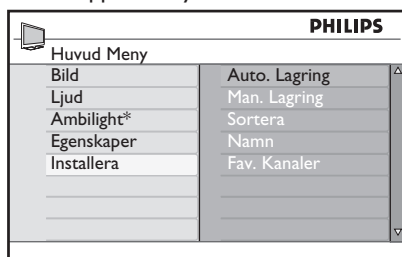 PHILIPS
Huvud Meny
Bild
Ljud
Ambilight*
Egenskaper
Installera
Auto. Lagring
Man. Lagring
Sortera
Namn
Fav. Kanaler